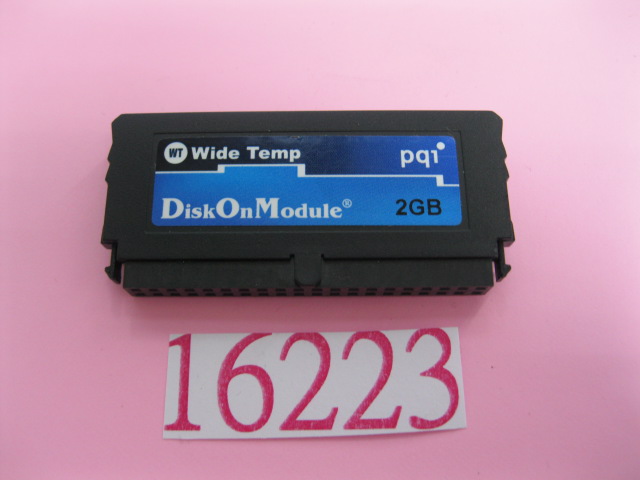 WT Wide Temp pqi
DiskOnModule® 2GB
16223